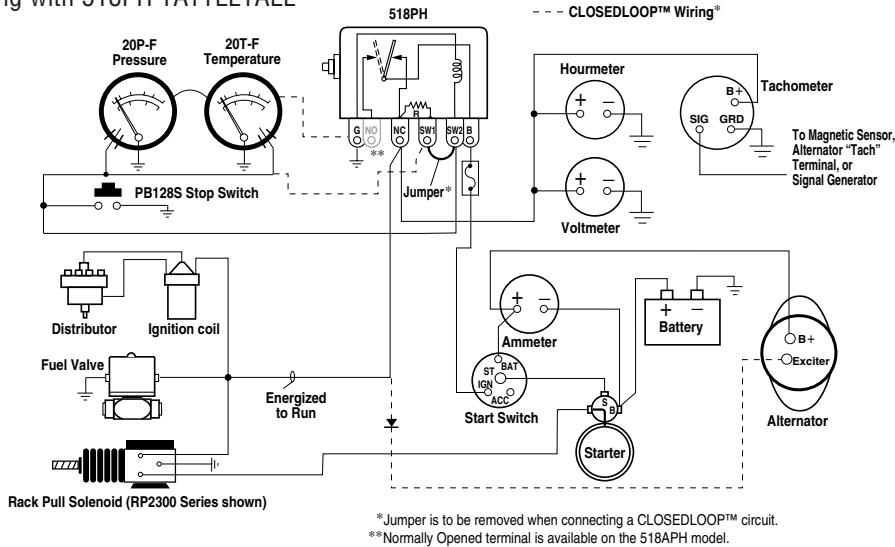 ng with 518PH TATTLETALE
518PH
- - - CLOSEDLOOP™ Wiring*
20P-F
Pressure
20T-F
Temperature
Hourmeter
+ −
Tachometer
B+
SIG GRD
To Magnetic Sensor,
Alternator “Tach”
Terminal, or
Signal Generator
R
G NO NC SW1 SW2 B
**
Jumper*
PB128S Stop Switch
+ −
Voltmeter
Distributor
Ignition coil
+ −
Ammeter
+ −
Battery
B+
Exciter
Alternator
Fuel Valve
Energized
to Run
ST BAT
IGN
ACC
Start Switch
S
B
Starter
Rack Pull Solenoid (RP2300 Series shown)
*Jumper is to be removed when connecting a CLOSEDLOOP™ circuit.
**Normally Opened terminal is available on the 518APH model.